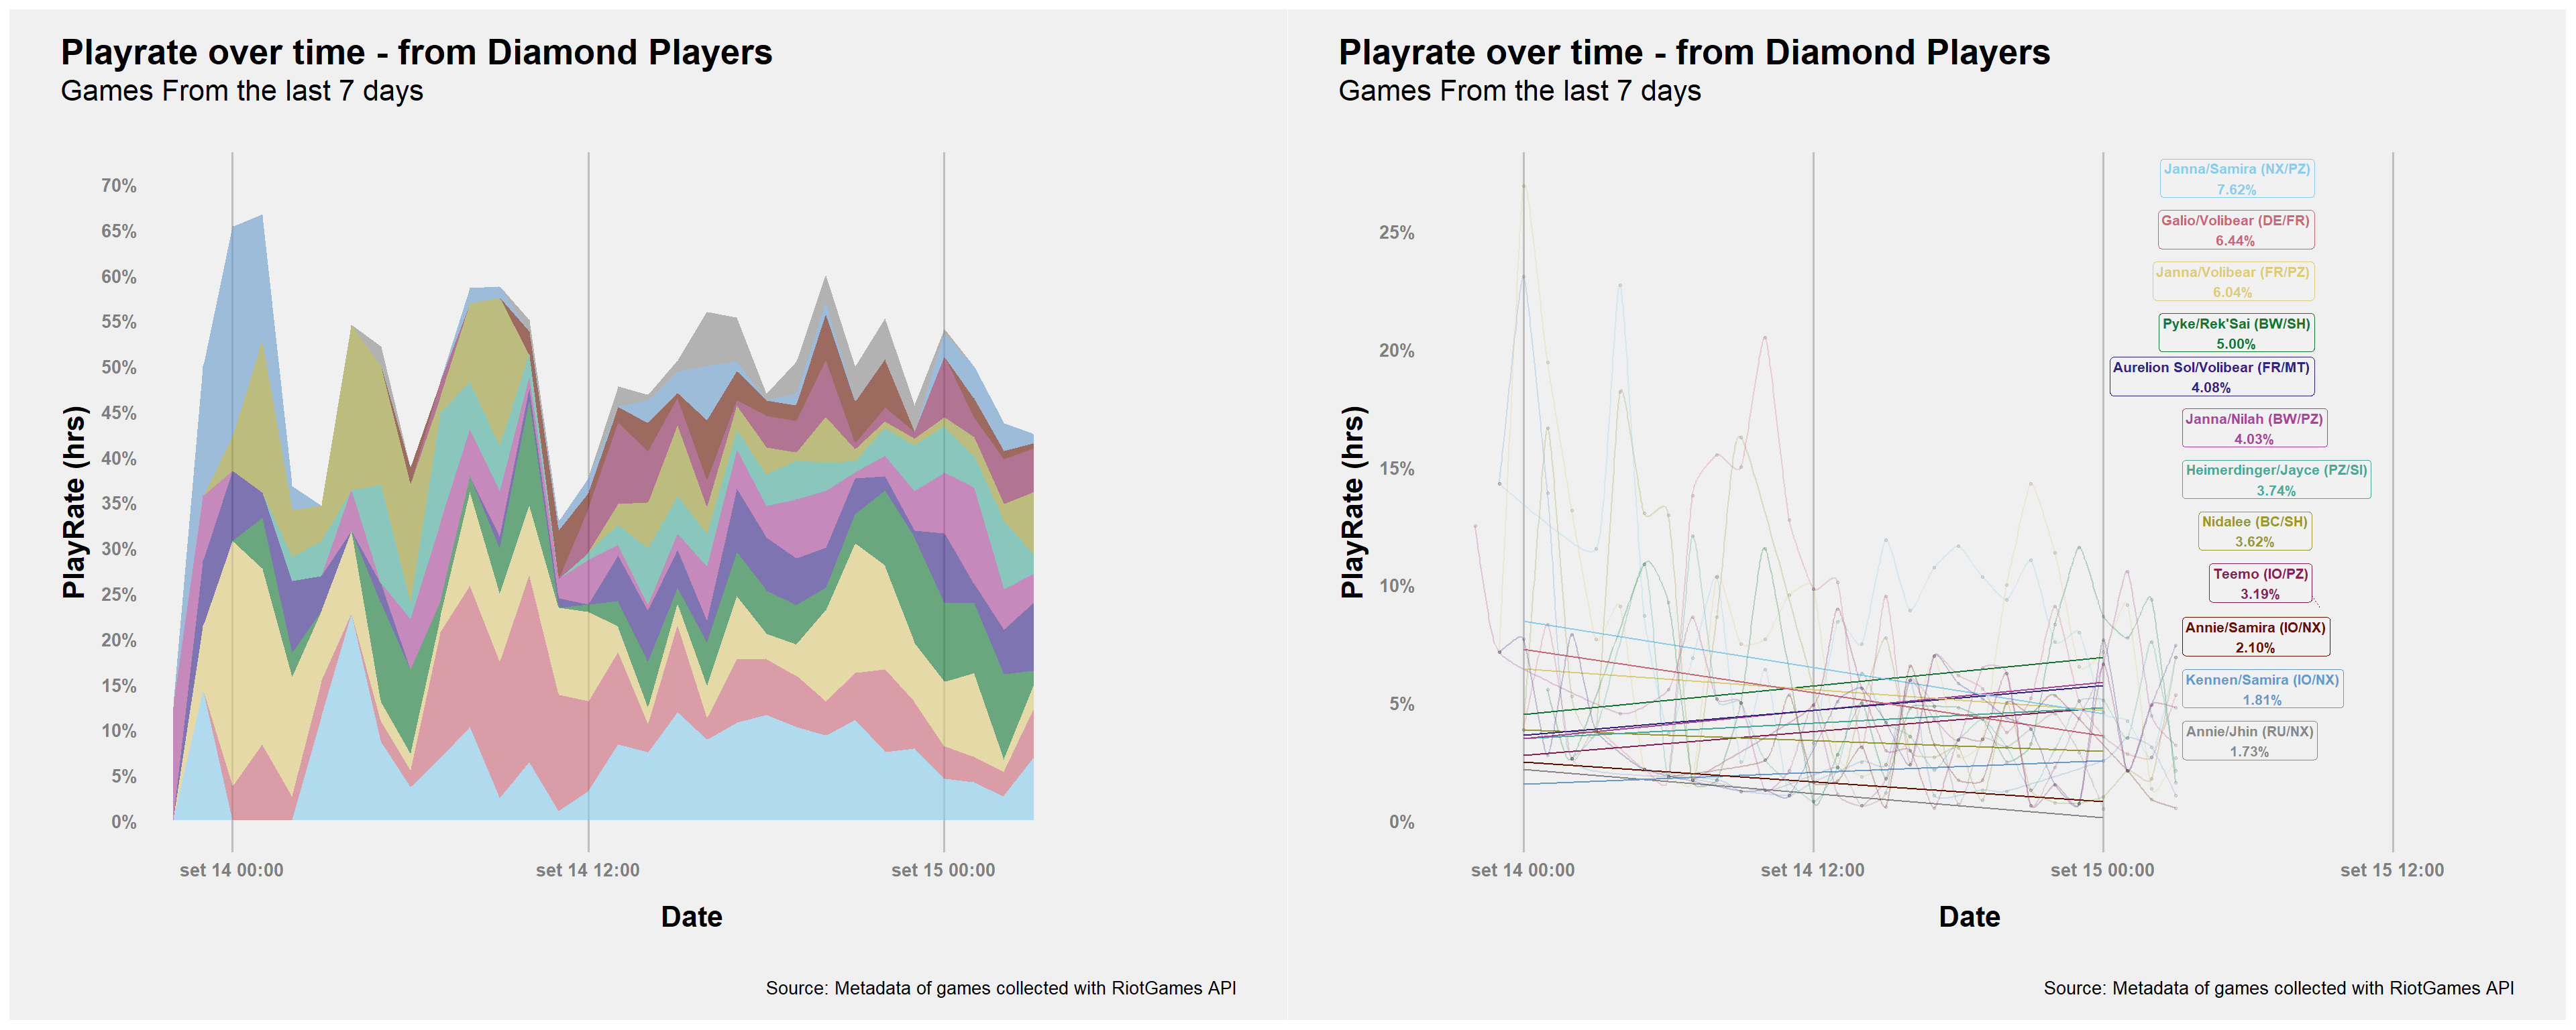 Playrate over time - from Diamond Players
Games From the last 7 days
PlayRate (hrs)
70%
65%
60%
55%
50%
45%
40%
35%
30%
25%
20%
15%
10%
5%
0%
set 14 00:00
set 14 12:00
set 15 00:00
Date
Source: Metadata of games collected with RiotGames API
Playrate over time - from Diamond Players
Games From the last 7 days
PlayRate (hrs)
25%
20%
15%
10%
5%
0%
Janna/Samira (NX/PZ)
7.62%
Galio/Volibear (DE/FR)
6.44%
Janna/Volibear (FR/PZ)
6.04%
Pyke/Rek'Sai (BW/SH)
5.00%
Aurelion Sol/Volibear (FR/MT)
4.08%
Janna/Nilah (BW/PZ)
4.03%
Heimerdinger/Jayce (PZ/SI)
3.74%
Nidalee (BC/SH)
3.62%
Teemo (IO/PZ)
3.19%
Annie/Samira (IO/NX)
2.10%
Kennen/Samira (IO/NX)
1.81%
Annie/Jhin (RU/NX)
1.73%
set 14 00:00
set 14 12:00
set 15 00:00
set 15 12:00
Date
Source: Metadata of games collected with RiotGames API